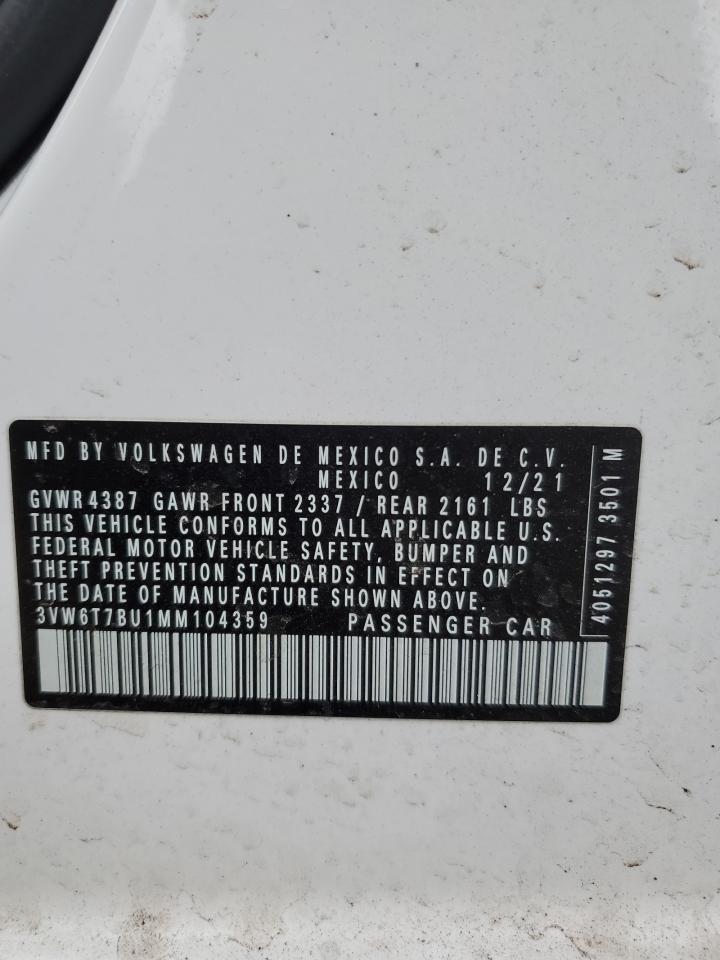 MFD BY VOLKSWAGEN DE MEXICO S.A. DE C.V.
MEXICO 12/21
GVWR 4387 GAWR FRONT 2337 / REAR 2161 LBS
THIS VEHICLE CONFORMS TO ALL APPLICABLE U.S.
FEDERAL MOTOR VEHICLE SAFETY, BUMPER AND
THEFT PREVENTION STANDARDS IN EFFECT ON
THE DATE OF MANUFACTURE SHOWN ABOVE.
3VW6T7BU1MM104359 PASSENGER CAR
4051297 3501 M